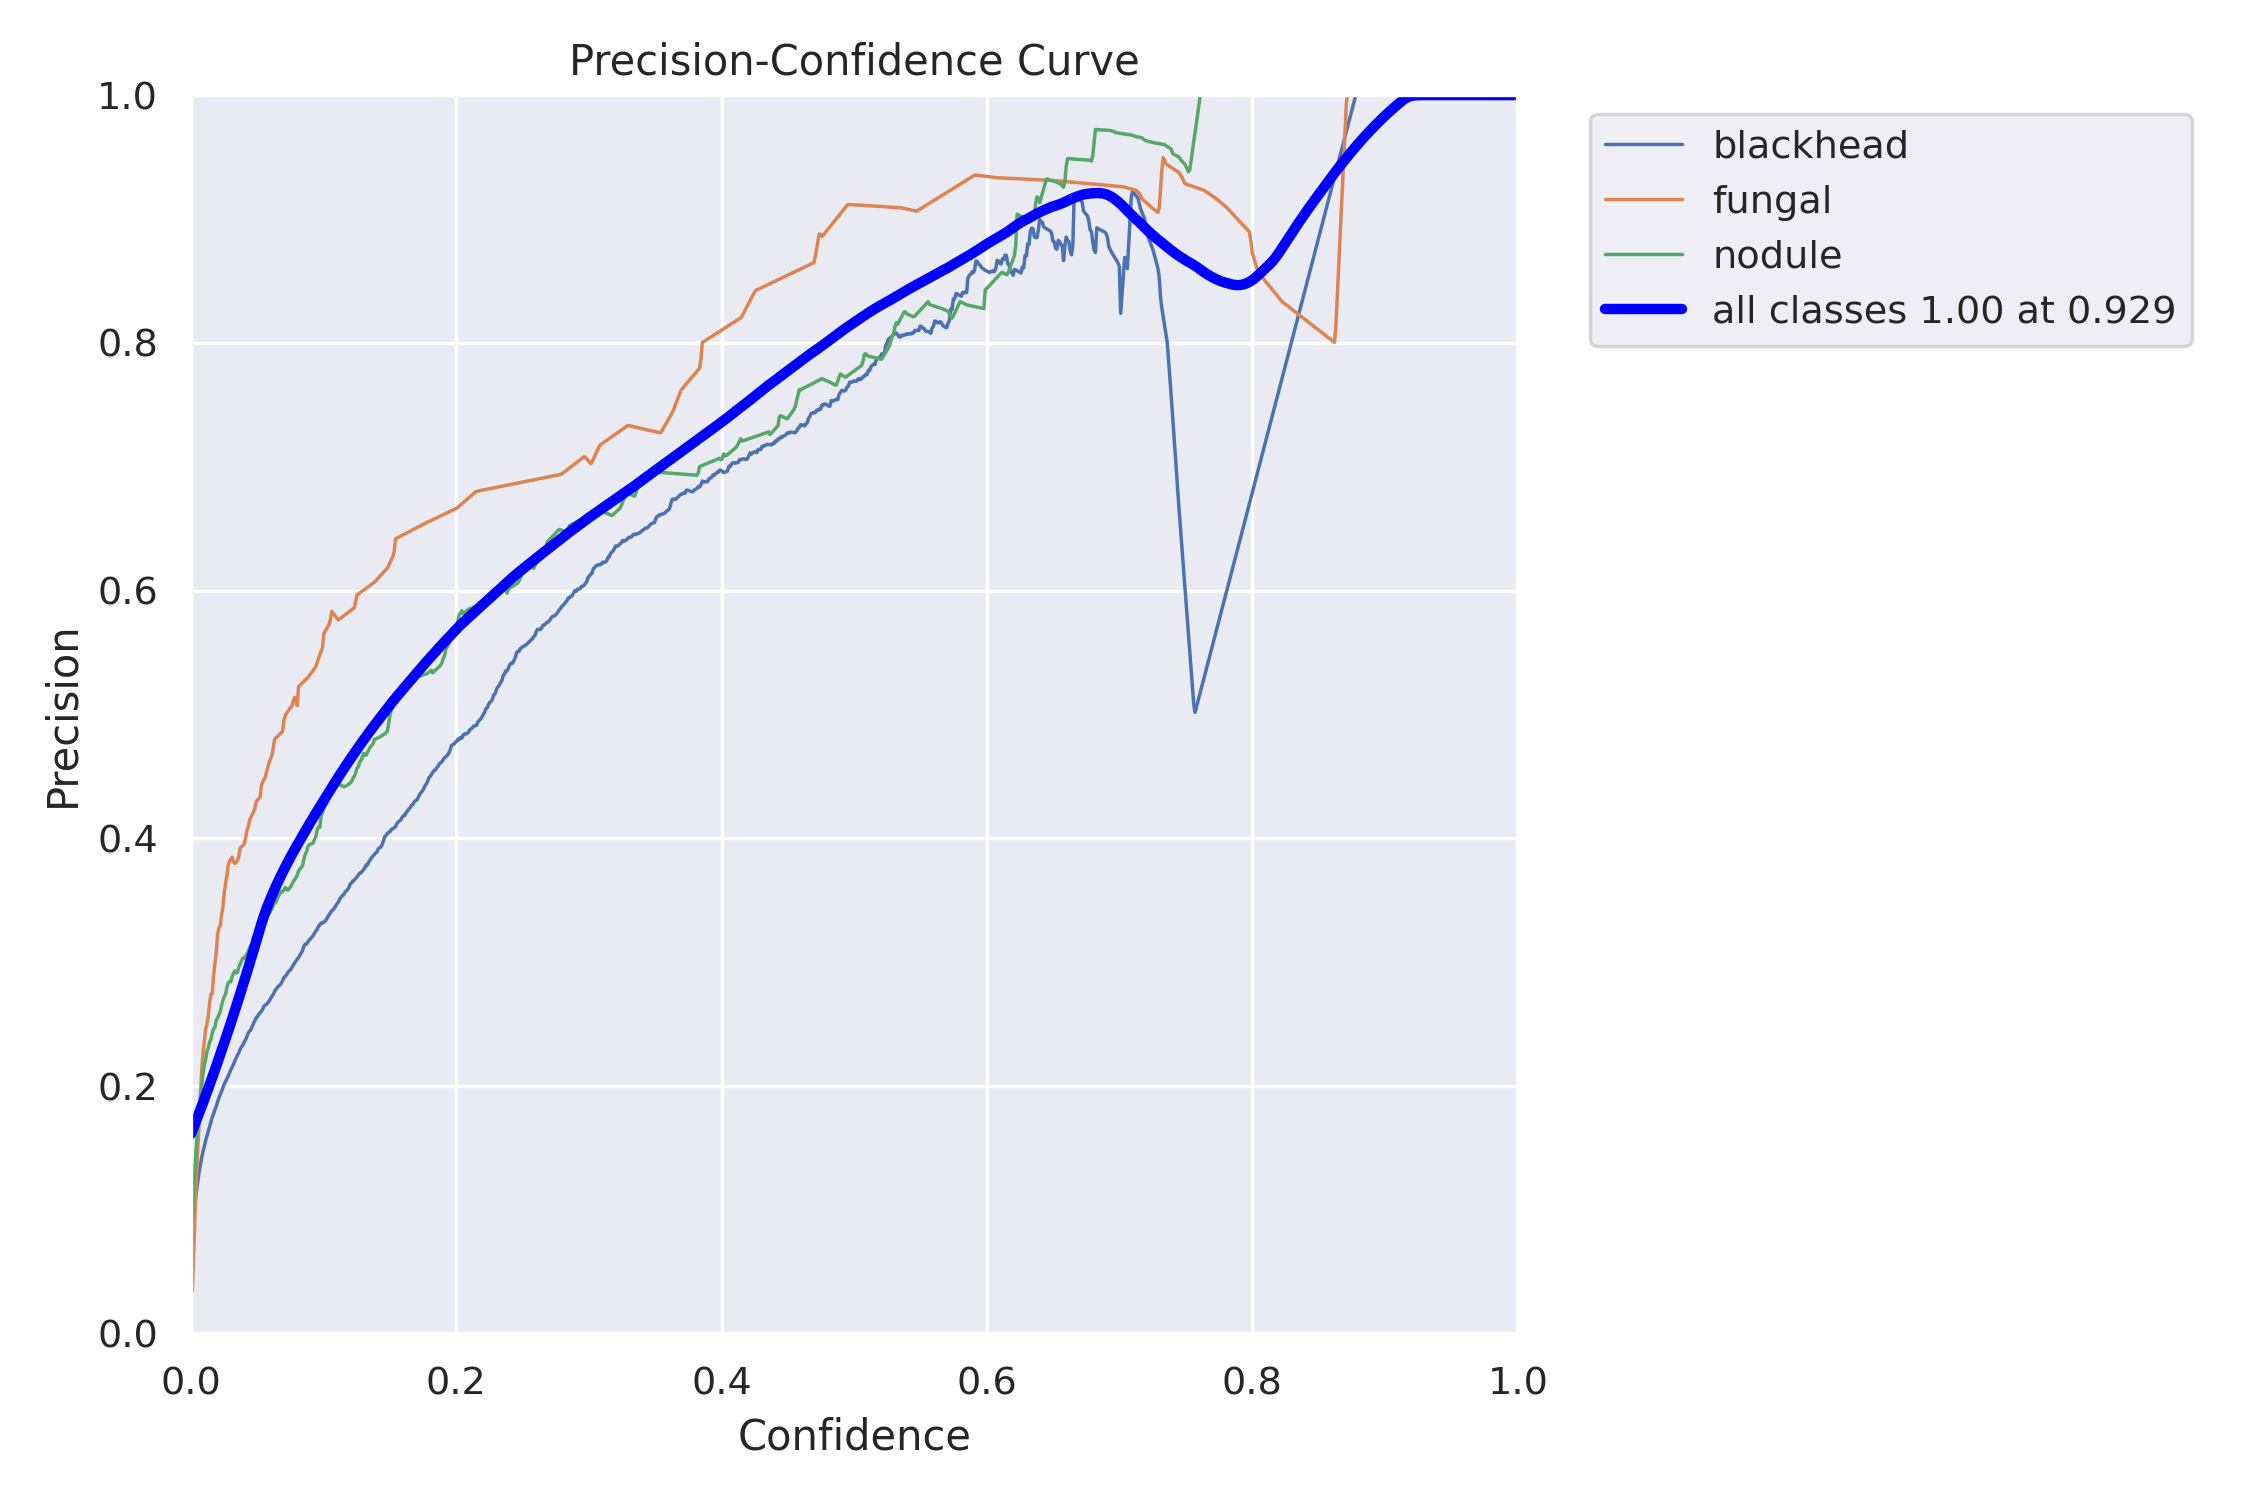 Precision-Confidence Curve
1.0
0.8
0.6
0.4
0.2
0.0
Precision
0.0 0.2 0.4 0.6 0.8 1.0
Confidence
blackhead
fungal
nodule
all classes 1.00 at 0.929